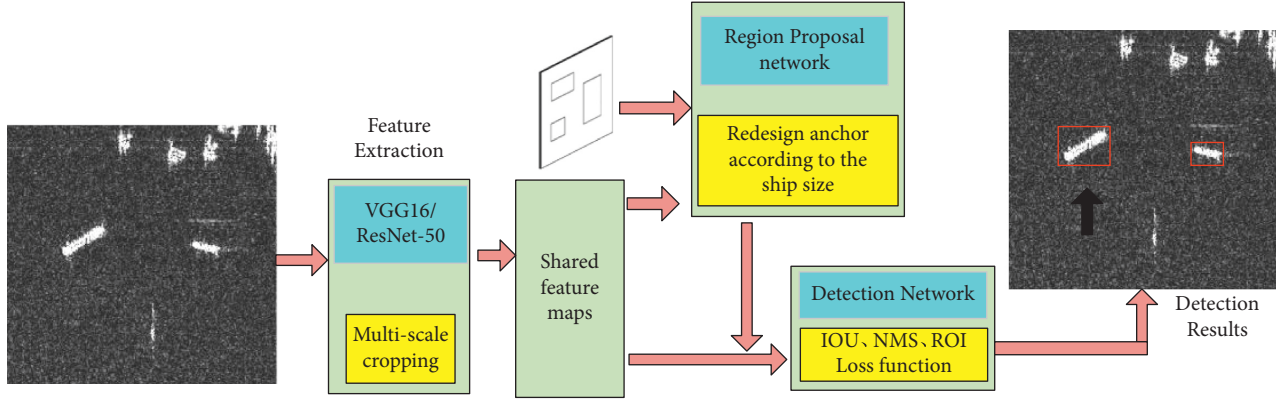 Feature
Extraction
VGG16/
ResNet-50
Multi-scale
cropping
Shared
feature
maps
Region Proposal
network
Redesign anchor
according to the
ship size
Detection Network
IOU、NMS、ROI
Loss function
Detection
Results